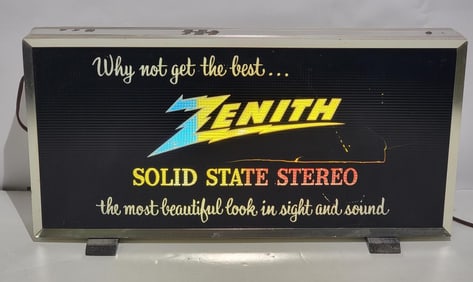 Why not get the best...
ZENITH
SOLID STATE STEREO
the most beautiful look in sight and sound